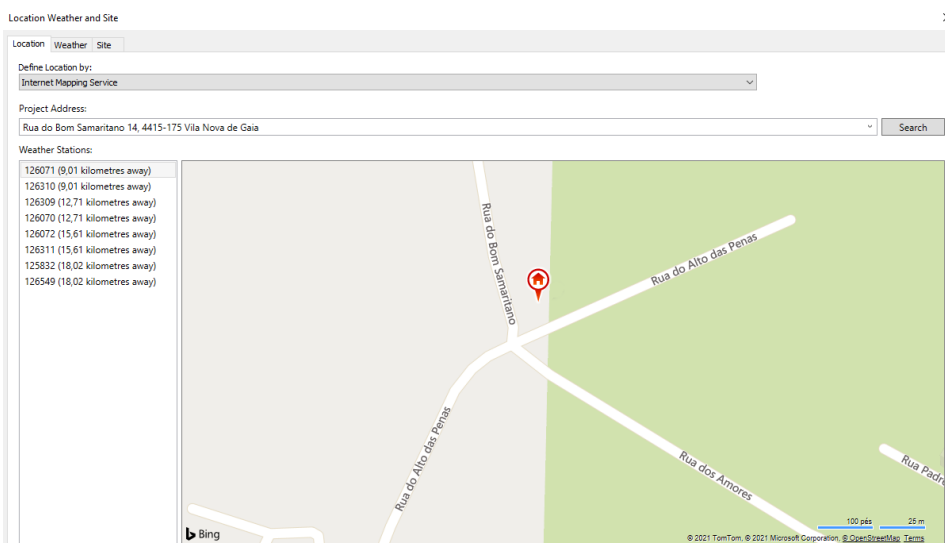 Location Weather and Site
Location Weather Site
Define Location by:
Internet Mapping Service
Project Address:
Rua do Bom Samaritano 14, 4415-175 Vila Nova de Gaia
Search
Weather Stations:
126071 (9,01 kilometres away)
126310 (9,01 kilometres away)
126309 (12,71 kilometres away)
126070 (12,71 kilometres away)
126072 (15,61 kilometres away)
126311 (15,61 kilometres away)
125832 (18,02 kilometres away)
126549 (18,02 kilometres away)
Rua do Bom Samaritano
Rua do Alto das Penas
Rua do Alto das Penas
Rua dos Amores
Rua Padre
Bing
100 pés 25 m
© 2021 TomTom, © 2021 Microsoft Corporation, © OpenStreetMap Terms